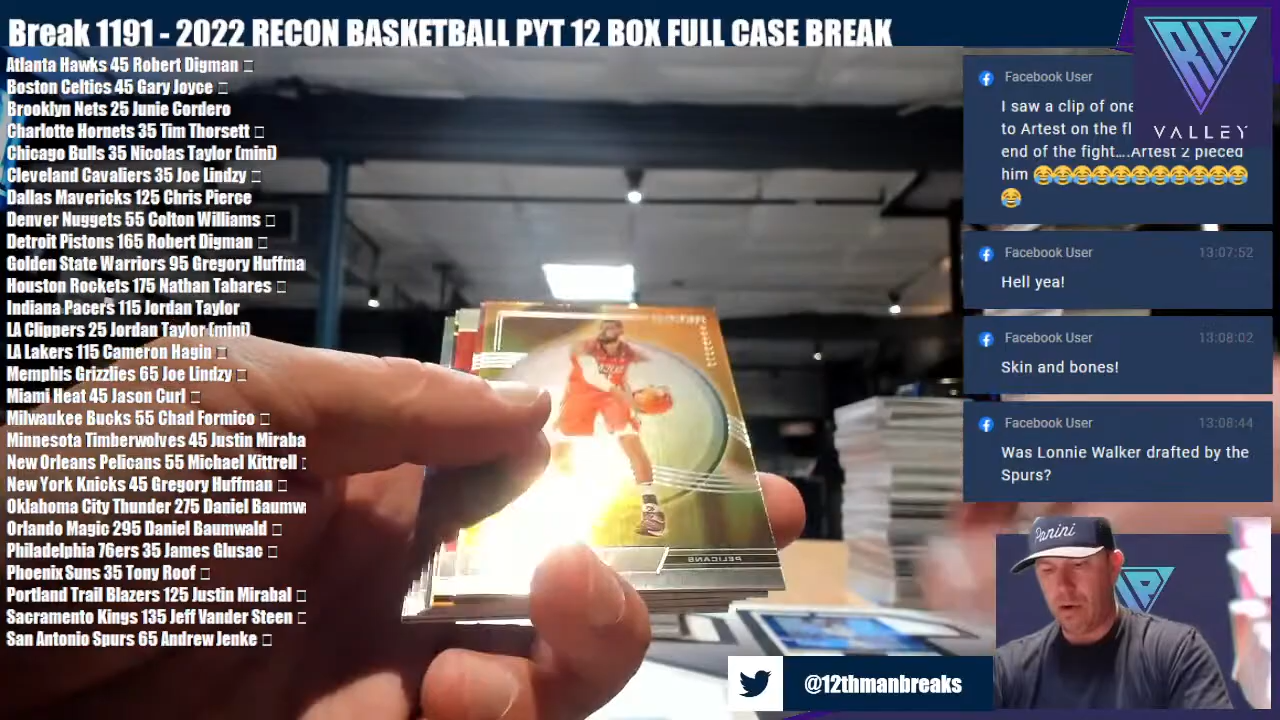 Break 1191 - 2022 RECON BASKETBALL PYT 12 BOX FULL CASE BREAK
Atlanta Hawks 45 Robert Digman
Boston Celtics 45 Gary Joyce
Brooklyn Nets 25 Junie Cordero
Charlotte Hornets 35 Tim Thorsett
Chicago Bulls 35 Nicolas Taylor (mini)
Cleveland Cavaliers 35 Joe Lindzy
Dallas Mavericks 125 Chris Pierce
Denver Nuggets 55 Colton Williams
Detroit Pistons 165 Robert Digman
Golden State Warriors 95 Gregory Huffma
Houston Rockets 175 Nathan Tabares
Indiana Pacers 115 Jordan Taylor
LA Clippers 25 Jordan Taylor (mini)
LA Lakers 115 Cameron Hagin
Memphis Grizzlies 65 Joe Lindzy
Miami Heat 45 Jason Curl
Milwaukee Bucks 55 Chad Formico
Minnesota Timberwolves 45 Justin Miraba
New Orleans Pelicans 55 Michael Kittrell
New York Knicks 45 Gregory Huffman
Oklahoma City Thunder 275 Daniel Baumw
Orlando Magic 295 Daniel Baumwald
Philadelphia 76ers 35 James Glusac
Phoenix Suns 35 Tony Roof
Portland Trail Blazers 125 Justin Mirabal
Sacramento Kings 135 Jeff Vander Steen
San Antonio Spurs 65 Andrew Jenke
PELICANS
RIP
VALLEY
Facebook User
I saw a clip of one
to Artest on the fl
end of the fight....Artest 2 pieced
him 😂😂😂😂😂😂😂😂😂😂😂
😂
Facebook User 13:07:52
Hell yea!
Facebook User 13:08:02
Skin and bones!
Facebook User 13:08:44
Was Lonnie Walker drafted by the
Spurs?
Panini
@12thmanbreaks